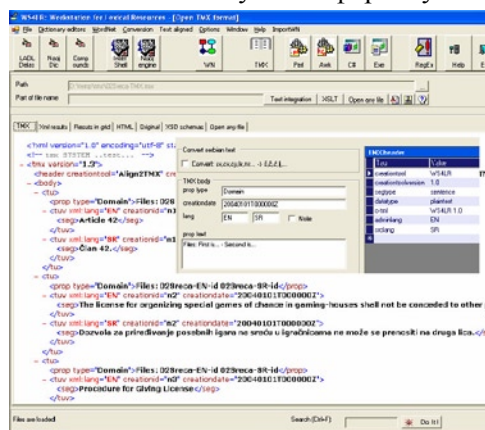 WS4LR: Workstation for Lexical Resources - [Open TMX format]
File Dictionary editors WordNet Conversion Text aligned Options Window Help ImportWN
LADL Delas
Nooj Dic
Comp ounds
Shell
Nooj engine
WN
TMX
Perl
Awk
C#
Exe
RegEx
Help
Path
...
Part of file name
Text integration XSLT Open any file
TMX Xml results Results in grid HTML Original XSD schemas Open any file
<?xml version="1.0" encoding="utf-8"
<tmx version="1.3">
<header creationtool="Align2TMX"
<body>
<tu>
<prop type="Domain">Files: 028
<tuv xml:lang="EN" creationid="n1
<seg>Article 42</seg>
</tuv>
<tuv xml:lang="SR" creationid="n1
<seg>Član 42.</seg>
</tuv>
</tu>
Convert serbian text
Convert
TMX body
prop type Domain
creationdate 20040101T000000Z
lang EN SR Note
prop text
Files: First is... - Second is...
TMXheader
Tag Value
creationtool WS4LR
creationtoolversion 1.0
segtype sentence
datatype plaintext
o-tmf WS4LR 1.0
adminlang EN
srclang SR
<tu>
<prop type="Domain">Files: 028reca-EN-id 028reca-SR-id</prop>
<tuv xml:lang="EN" creationid="n2" creationdate="20040101T000000Z">
<seg>The license for organizing special games of chance in gaming-houses shall not be conceded to other
</tuv>
<tuv xml:lang="SR" creationid="n2" creationdate="20040101T000000Z">
<seg>Dozvola za priređivanje posebnih igara na sreću u igračnicama ne može se prenositi na druga lica.</seg>
</tuv>
</tu>
<tu>
<prop type="Domain">Files: 028reca-EN-id 028reca-SR-id</prop>
<tuv xml:lang="EN" creationid="n3" creationdate="20040101T000000Z">
<seg>Procedure for Giving License</seg>
</tuv>
Files are loaded
Search (Ctrl-F)
Do It!